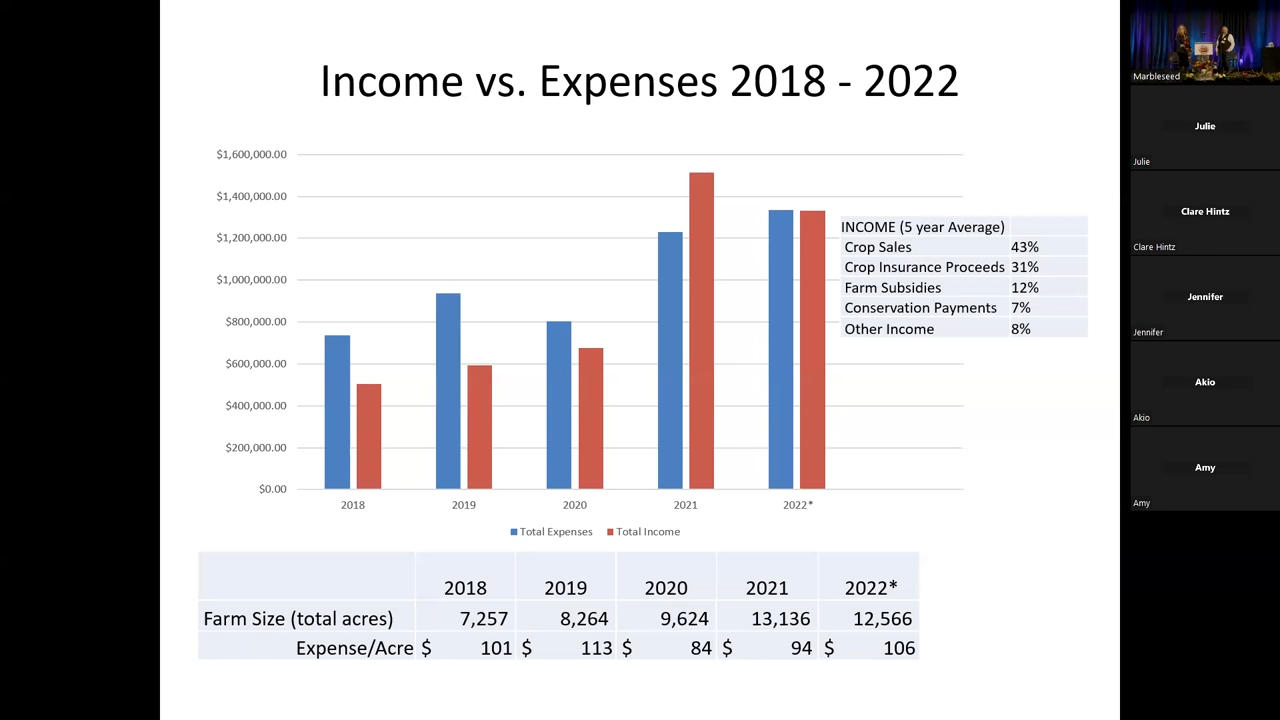 Income vs. Expenses 2018 - 2022
$1,600,000.00
$1,400,000.00
$1,200,000.00
$1,000,000.00
$800,000.00
$600,000.00
$400,000.00
$200,000.00
$0.00
2018 2019 2020 2021 2022*
Total Expenses Total Income
INCOME (5 year Average)
Crop Sales 43%
Crop Insurance Proceeds 31%
Farm Subsidies 12%
Conservation Payments 7%
Other Income 8%
2018 2019 2020 2021 2022*
Farm Size (total acres) 7,257 8,264 9,624 13,136 12,566
Expense/Acre $ 101 $ 113 $ 84 $ 94 $ 106
Marbleseed
Julie
Julie
Clare Hintz
Clare Hintz
Jennifer
Jennifer
Akio
Akio
Amy
Amy